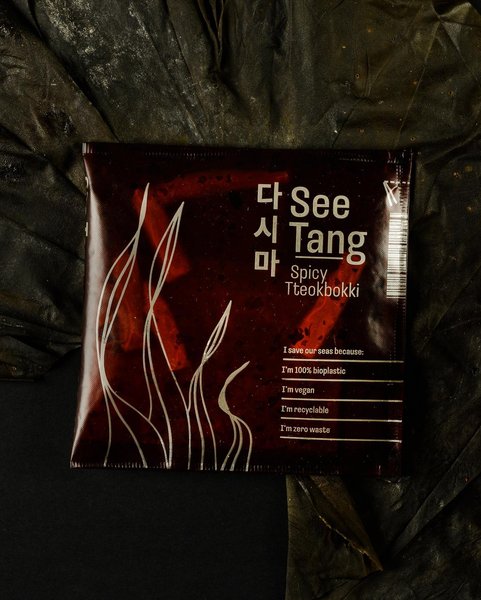 다시마
See
Tang
Spicy
Tteokbokki
I save our seas because:
I'm 100% bioplastic
I'm vegan
I'm recyclable
I'm zero waste